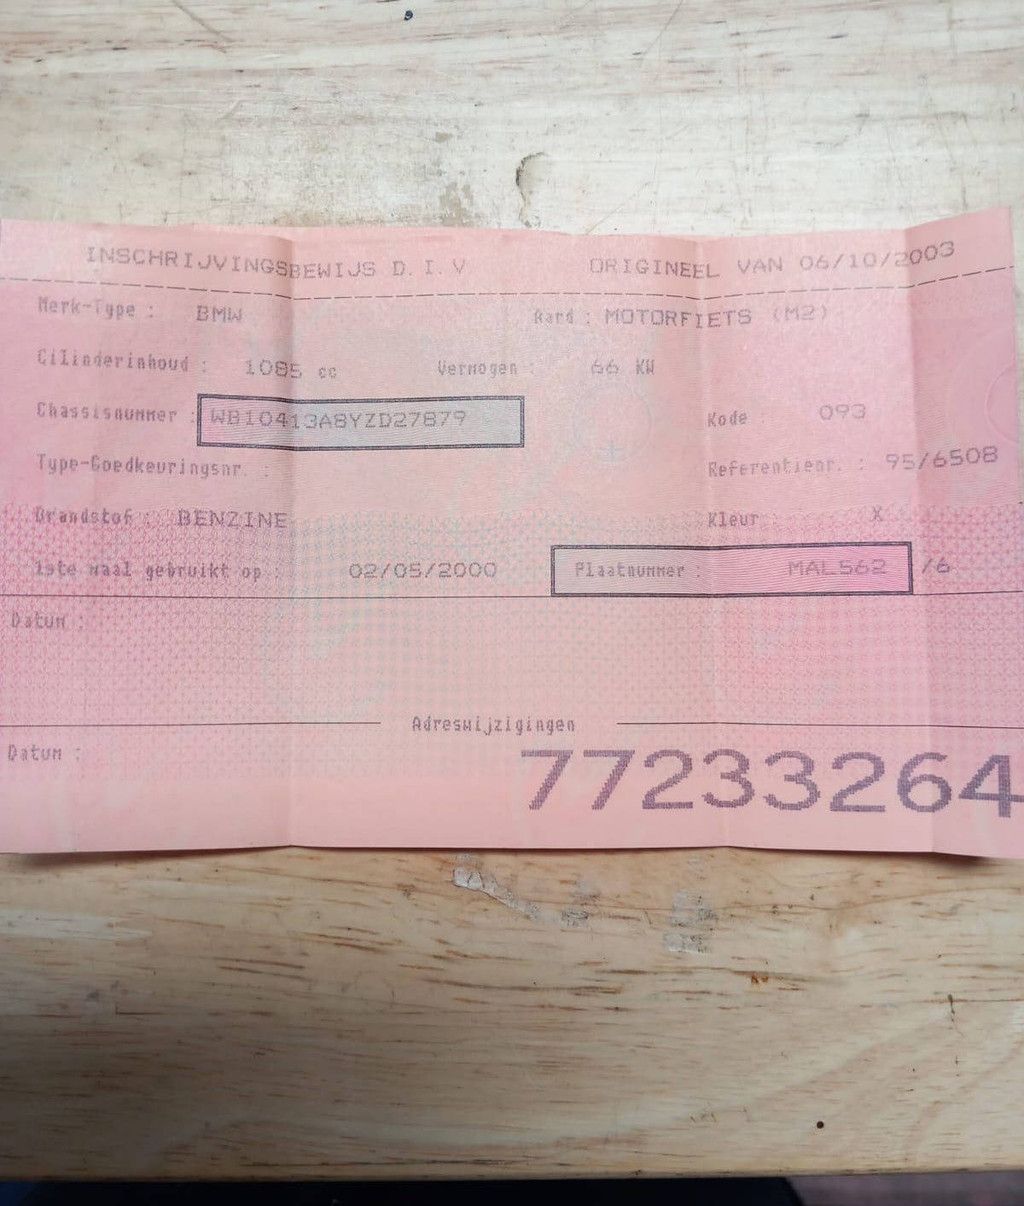 INSCHRIJVINGSBEWIJS D.I.V ORIGINEEL VAN 06/10/2003
Merk-Type : BMW Aard : MOTORFIETS (M2)
Cilinderinhoud : 1085 cc Vermogen : 66 KW
Chassisnummer : WB10413A8YZD27879 Kode 093
Type-Goedkeuringsnr. : Referentienr. : 95/6508
Brandstof : BENZINE Kleur : X
1ste maal gebruikt op : 02/05/2000 Plaatnummer : MAL562 /6
Datum :
Adreswijzigingen
Datum :
77233264